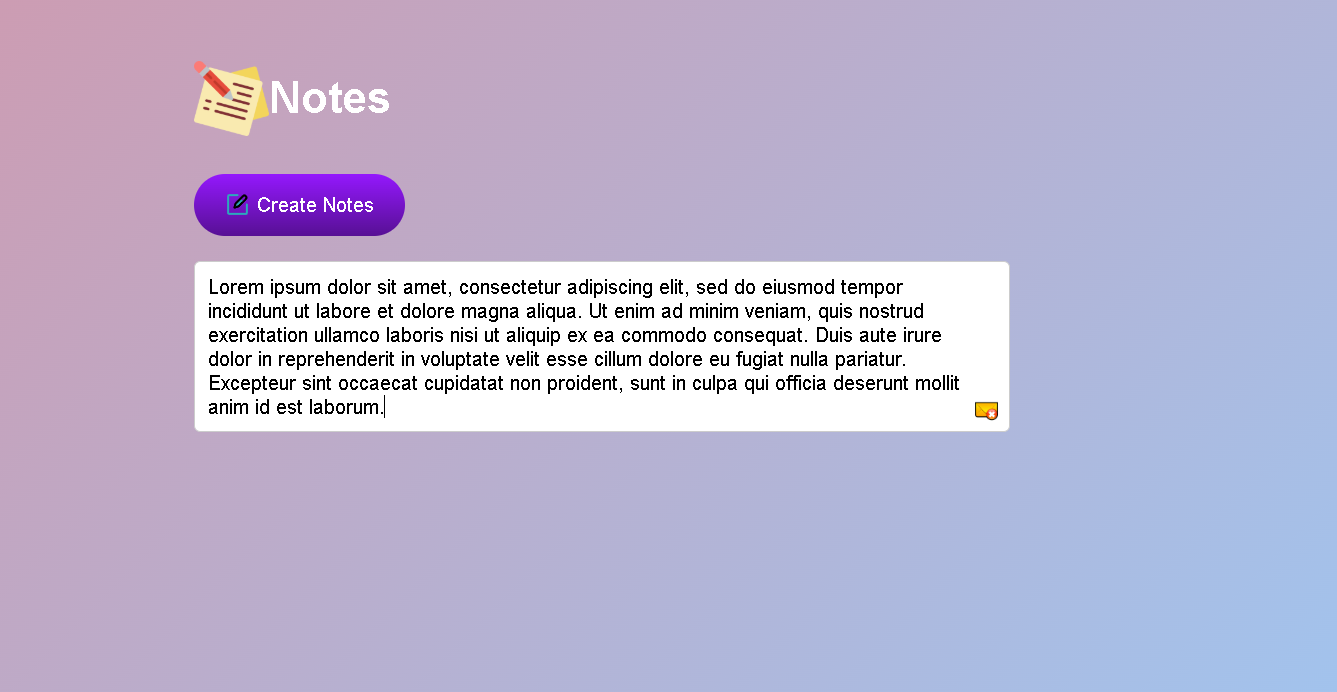 Notes
Create Notes
Lorem ipsum dolor sit amet, consectetur adipiscing elit, sed do eiusmod tempor
incididunt ut labore et dolore magna aliqua. Ut enim ad minim veniam, quis nostrud
exercitation ullamco laboris nisi ut aliquip ex ea commodo consequat. Duis aute irure
dolor in reprehenderit in voluptate velit esse cillum dolore eu fugiat nulla pariatur.
Excepteur sint occaecat cupidatat non proident, sunt in culpa qui officia deserunt mollit
anim id est laborum.